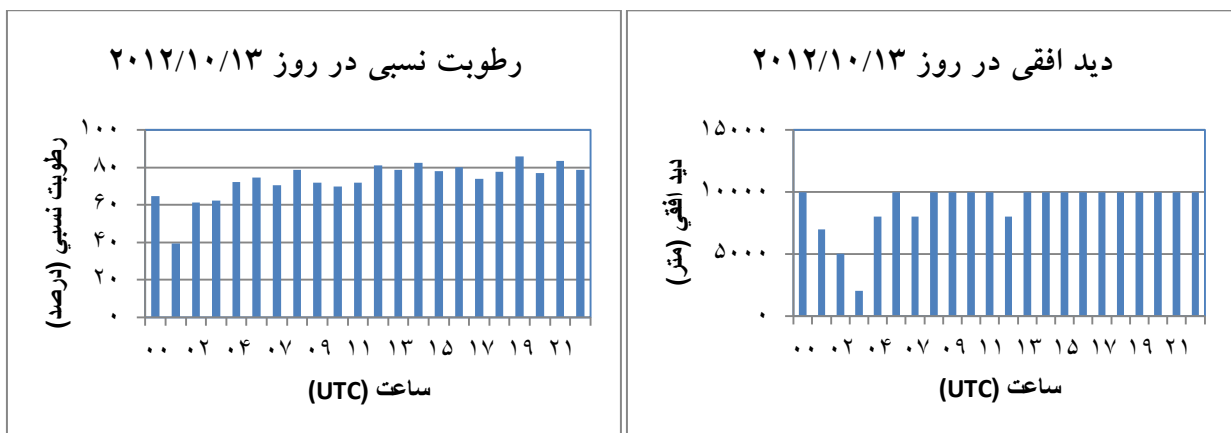 دید افقی در روز ۲۰۱۲/۱۰/۱۳
دید افقي (متر)
۱۵۰۰۰
۱۰۰۰۰
۵۰۰۰
۰
۰۰ ۰۲ ۰۴ ۰۷ ۰۹ ۱۱ ۱۳ ۱۵ ۱۷ ۱۹ ۲۱
ساعت (UTC)
رطوبت نسبی در روز ۲۰۱۲/۱۰/۱۳
رطوبت نسبي (درصد)
۱۰۰
۸۰
۶۰
۴۰
۲۰
۰
۰۰ ۰۲ ۰۴ ۰۷ ۰۹ ۱۱ ۱۳ ۱۵ ۱۷ ۱۹ ۲۱
ساعت (UTC)